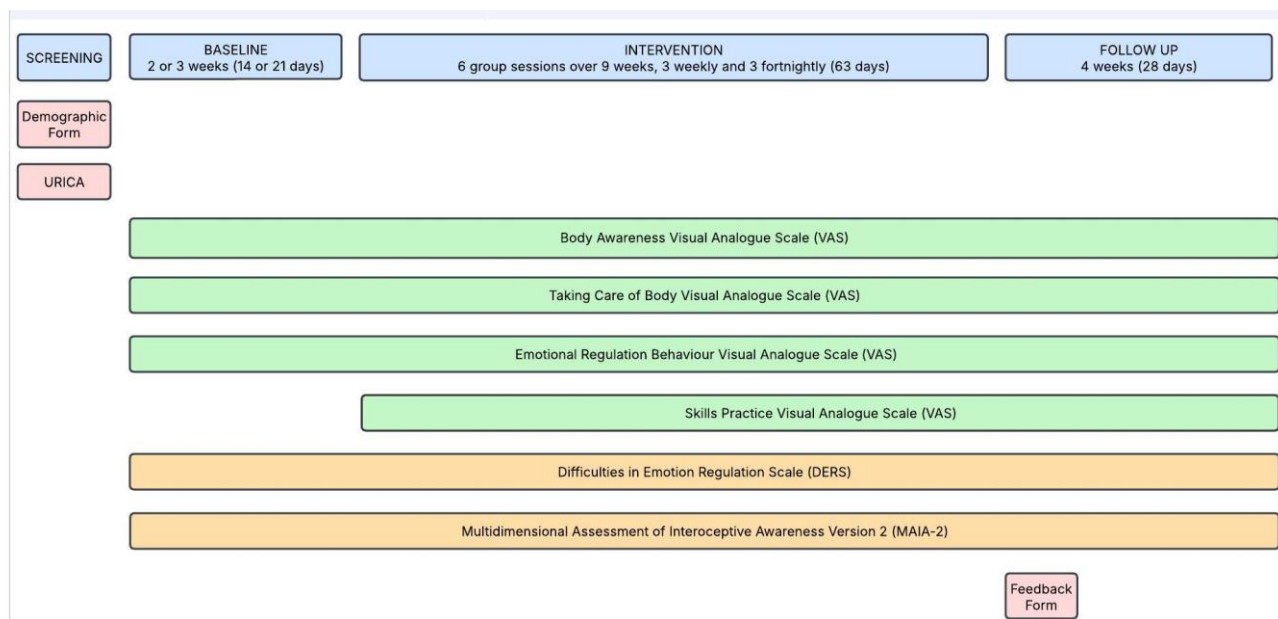 SCREENING
BASELINE
2 or 3 weeks (14 or 21 days)
INTERVENTION
6 group sessions over 9 weeks, 3 weekly and 3 fortnightly (63 days)
FOLLOW UP
4 weeks (28 days)
Demographic
Form
URICA
Body Awareness Visual Analogue Scale (VAS)
Taking Care of Body Visual Analogue Scale (VAS)
Emotional Regulation Behaviour Visual Analogue Scale (VAS)
Skills Practice Visual Analogue Scale (VAS)
Difficulties in Emotion Regulation Scale (DERS)
Multidimensional Assessment of Interoceptive Awareness Version 2 (MAIA-2)
Feedback
Form